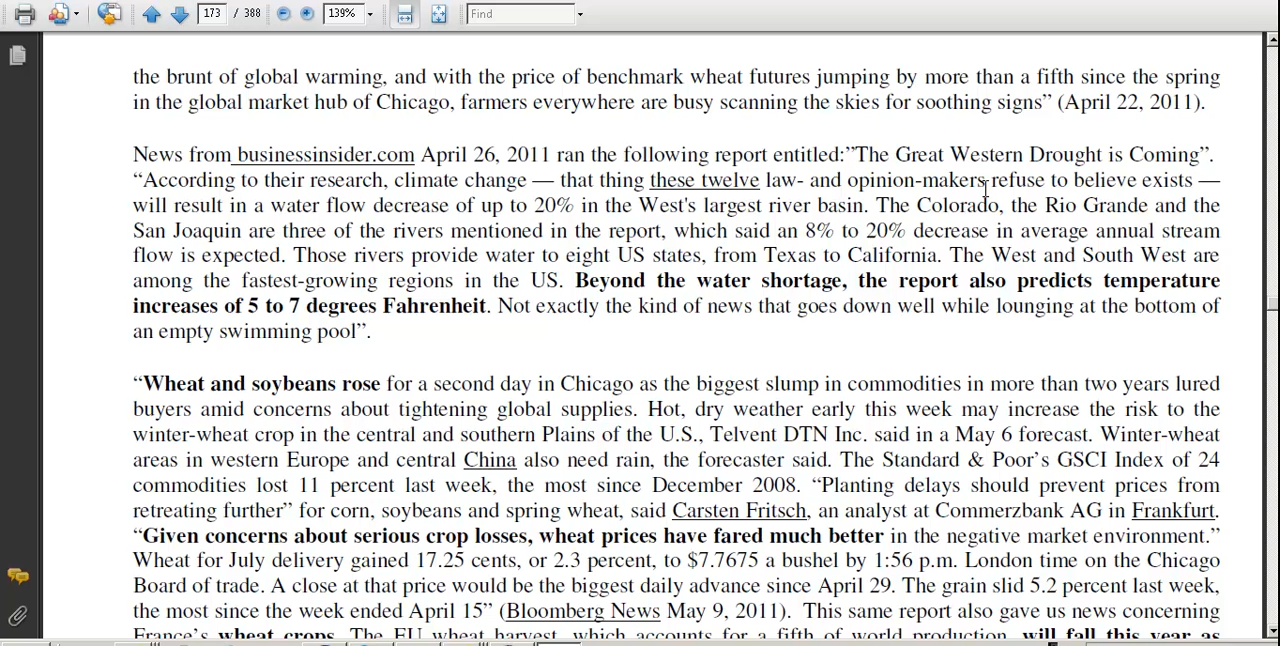 173 / 388 139% Find
the brunt of global warming, and with the price of benchmark wheat futures jumping by more than a fifth since the spring
in the global market hub of Chicago, farmers everywhere are busy scanning the skies for soothing signs” (April 22, 2011).
News from businessinsider.com April 26, 2011 ran the following report entitled:”The Great Western Drought is Coming”.
“According to their research, climate change — that thing these twelve law- and opinion-makers refuse to believe exists —
will result in a water flow decrease of up to 20% in the West's largest river basin. The Colorado, the Rio Grande and the
San Joaquin are three of the rivers mentioned in the report, which said an 8% to 20% decrease in average annual stream
flow is expected. Those rivers provide water to eight US states, from Texas to California. The West and South West are
among the fastest-growing regions in the US. Beyond the water shortage, the report also predicts temperature
increases of 5 to 7 degrees Fahrenheit. Not exactly the kind of news that goes down well while lounging at the bottom of
an empty swimming pool”.
“Wheat and soybeans rose for a second day in Chicago as the biggest slump in commodities in more than two years lured
buyers amid concerns about tightening global supplies. Hot, dry weather early this week may increase the risk to the
winter-wheat crop in the central and southern Plains of the U.S., Telvent DTN Inc. said in a May 6 forecast. Winter-wheat
areas in western Europe and central China also need rain, the forecaster said. The Standard & Poor’s GSCI Index of 24
commodities lost 11 percent last week, the most since December 2008. “Planting delays should prevent prices from
retreating further” for corn, soybeans and spring wheat, said Carsten Fritsch, an analyst at Commerzbank AG in Frankfurt.
“Given concerns about serious crop losses, wheat prices have fared much better in the negative market environment.”
Wheat for July delivery gained 17.25 cents, or 2.3 percent, to $7.7675 a bushel by 1:56 p.m. London time on the Chicago
Board of trade. A close at that price would be the biggest daily advance since April 29. The grain slid 5.2 percent last week,
the most since the week ended April 15” (Bloomberg News May 9, 2011). This same report also gave us news concerning
France’s wheat crops. The EU wheat harvest, which accounts for a fifth of world production, will fall this year as